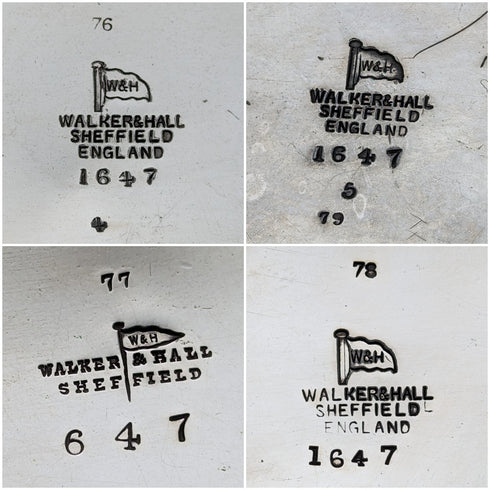 76
W&H
WALKER&HALL
SHEFFIELD
ENGLAND
1647
4
W&H
WALKER&HALL
SHEFFIELD
ENGLAND
1647
5
79
77
W&H
WALKER & HALL
SHEFFIELD
647
78
W&H
WALKER&HALL
SHEFFIELD
ENGLAND
1647